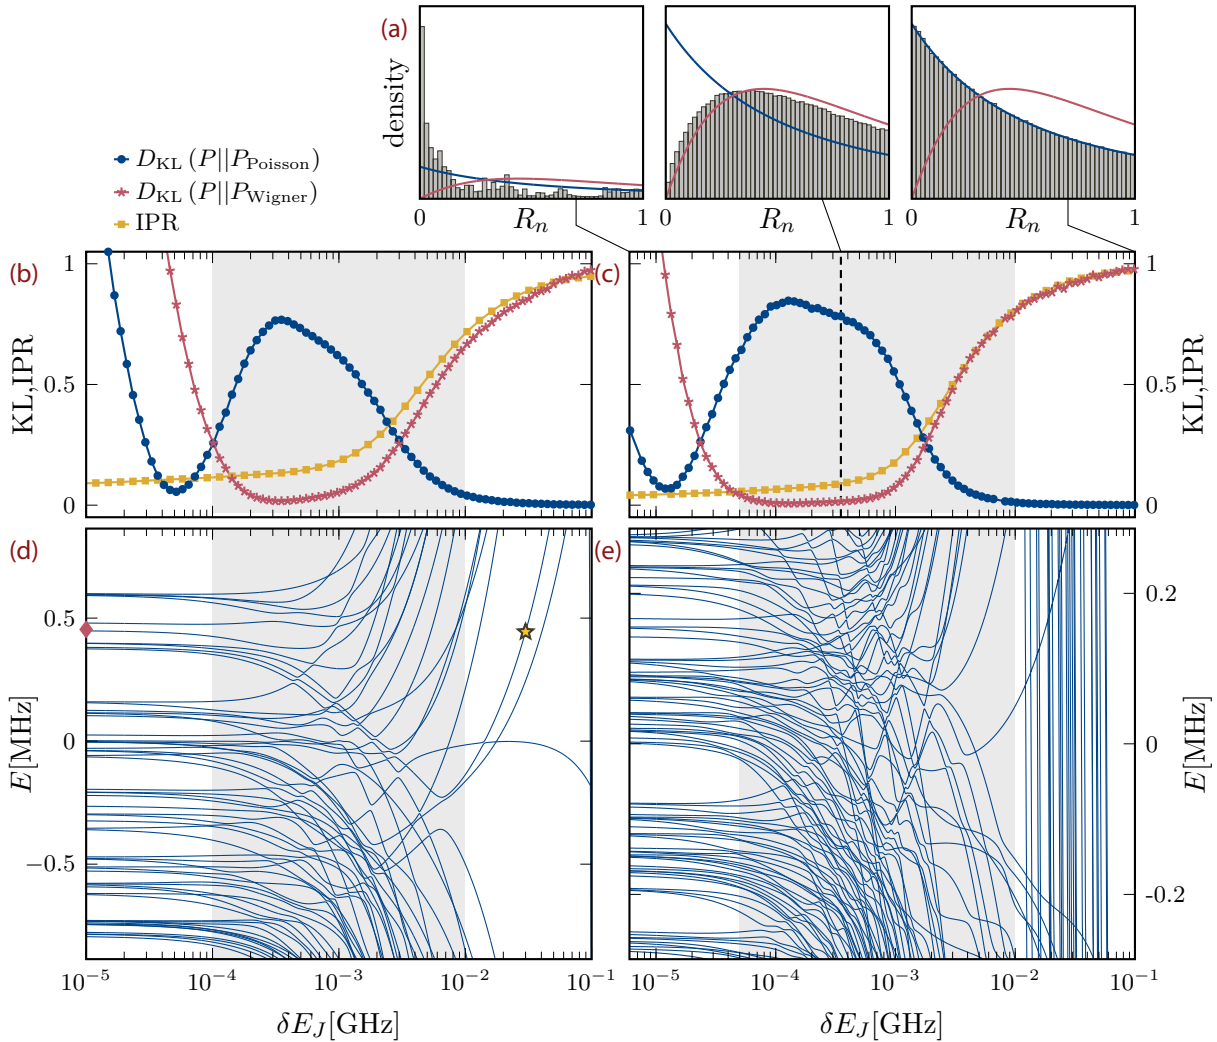 (a)
density
0
R_n
1
0
R_n
1
0
R_n
1
D_KL (P||P_Poisson)
D_KL (P||P_Wigner)
IPR
(b)
1
0.5
0
KL,IPR
(c)
1
0.5
0
KL,IPR
(d)
0.5
0
−0.5
E[MHz]
10^−5
10^−4
10^−3
10^−2
10^−1
δE_J[GHz]
(e)
0.2
0
-0.2
E[MHz]
10^−5
10^−4
10^−3
10^−2
10^−1
δE_J[GHz]